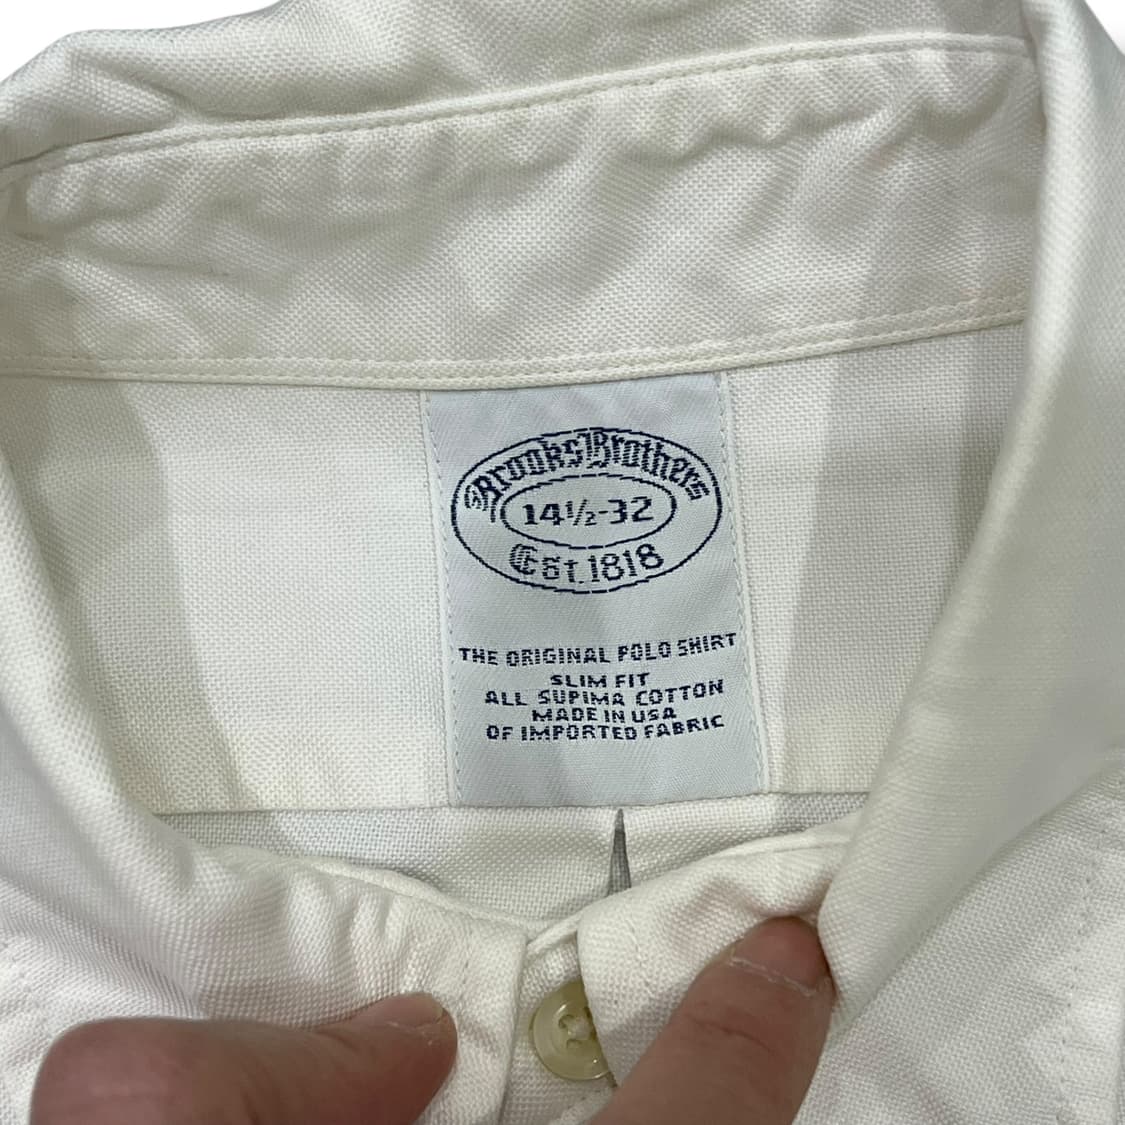 Brooks Brothers
14½-32
Est. 1818
THE ORIGINAL POLO SHIRT
SLIM FIT
ALL SUPIMA COTTON
MADE IN USA
OF IMPORTED FABRIC